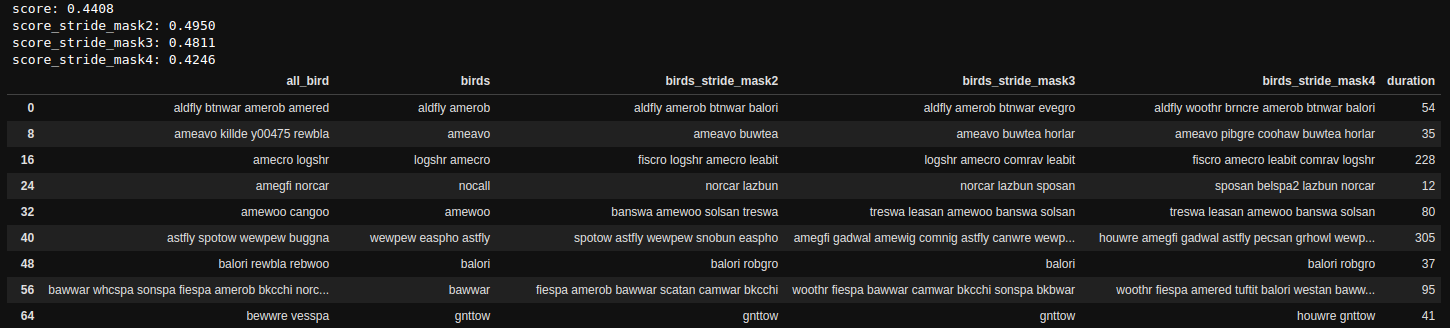 score: 0.4408
score_stride_mask2: 0.4950
score_stride_mask3: 0.4811
score_stride_mask4: 0.4246
all_bird birds birds_stride_mask2 birds_stride_mask3 birds_stride_mask4 duration
0 aldfly btnwar amerob amered aldfly amerob aldfly amerob btnwar balori aldfly amerob btnwar evegro aldfly woothr brncre amerob btnwar balori 54
8 ameavo killde y00475 rewbla ameavo ameavo buwtea ameavo buwtea horlar ameavo pibgre coohaw buwtea horlar 35
16 amecro logshr logshr amecro fiscro logshr amecro leabit logshr amecro comrav leabit fiscro amecro leabit comrav logshr 228
24 amegfi norcar nocall norcar lazbun norcar lazbun sposan sposan belspa2 lazbun norcar 12
32 amewoo cangoo amewoo banswa amewoo solsan treswa treswa leasan amewoo banswa solsan treswa leasan amewoo banswa solsan 80
40 astfly spotow wewpew buggna wewpew easpho astfly spotow astfly wewpew snobun easpho amegfi gadwal amewig comnig astfly canwre wewp... houwre amegfi gadwal astfly pecsan grhowl wewp... 305
48 balori rewbla rebwoo balori balori robgro balori balori robgro 37
56 bawwar whcspa sonspa fiespa amerob bkcchi norc... bawwar fiespa amerob bawwar scatan camwar bkcchi woothr fiespa bawwar camwar bkcchi sonspa bkbwar woothr fiespa amered tuftit balori westan baww... 95
64 bewwre vesspa gnttow gnttow gnttow houwre gnttow 41